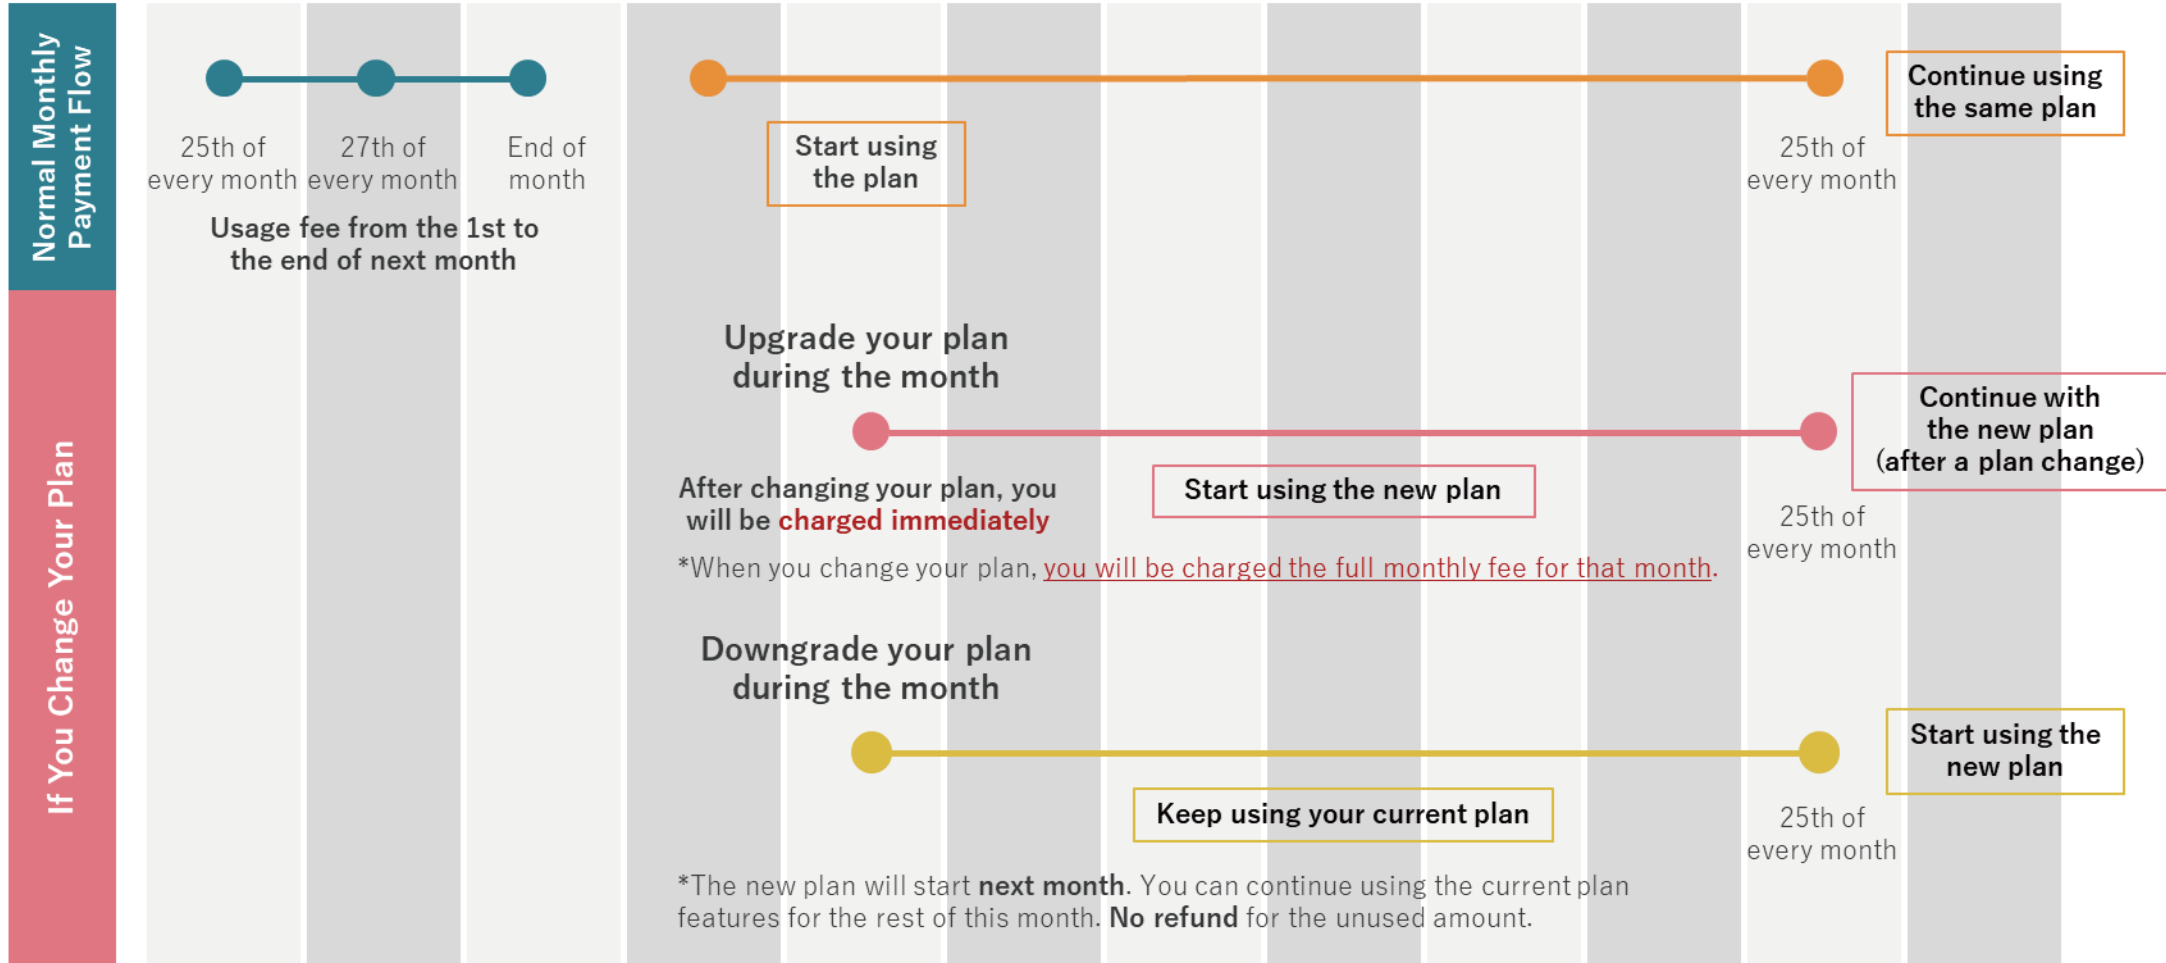 Normal Monthly
Payment Flow
25th of
every month
27th of
every month
End of
month
Usage fee from the 1st to
the end of next month
Start using
the plan
25th of
every month
Continue using
the same plan
If You Change Your Plan
Upgrade your plan
during the month
After changing your plan, you
will be charged immediately
Start using the new plan
*When you change your plan, you will be charged the full monthly fee for that month.
25th of
every month
Continue with
the new plan
(after a plan change)
Downgrade your plan
during the month
Keep using your current plan
25th of
every month
Start using the
new plan
*The new plan will start next month. You can continue using the current plan
features for the rest of this month. No refund for the unused amount.